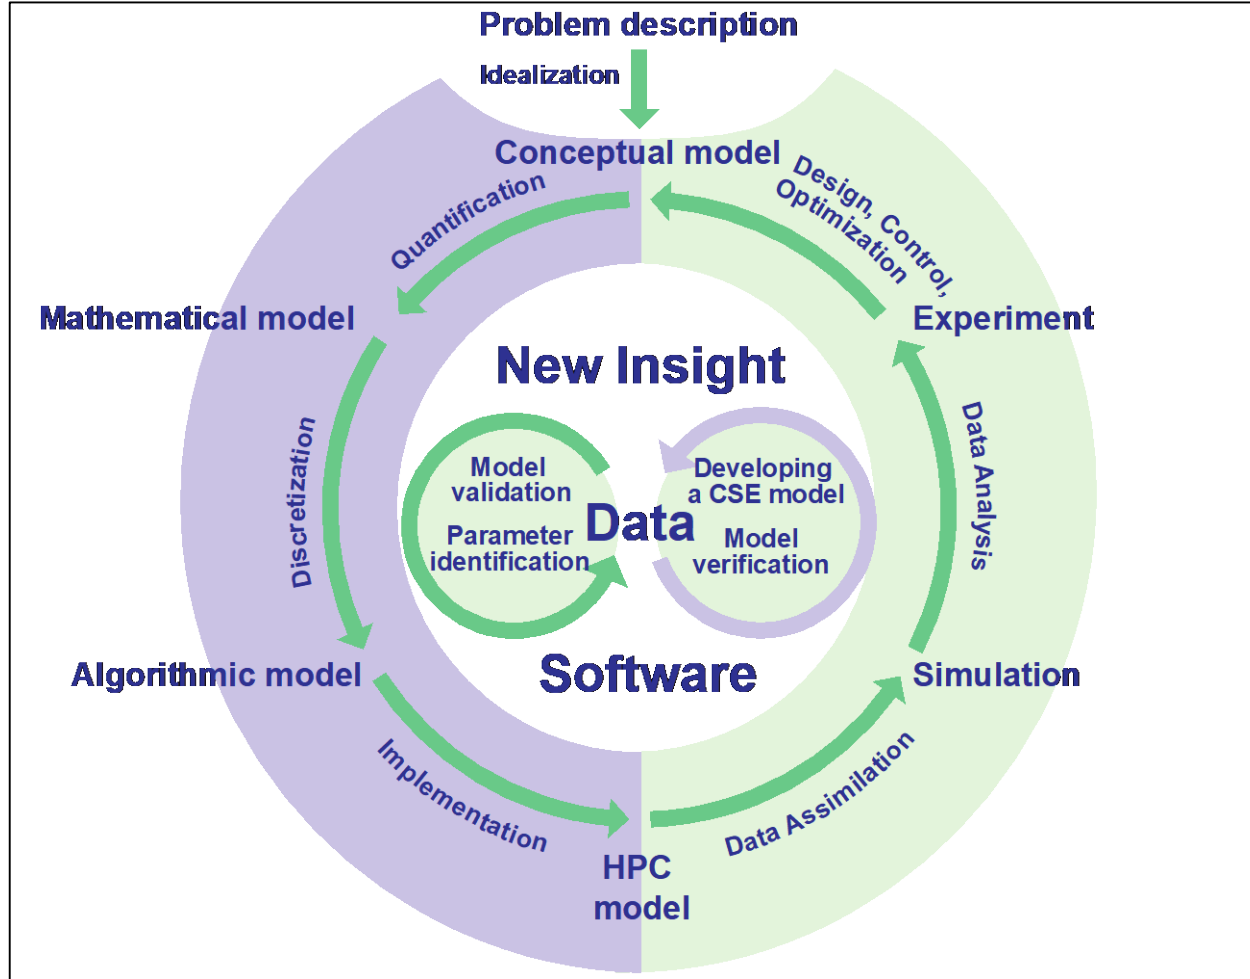 Problem description
Idealization
Conceptual model
Quantification
Design, Control,
Optimization
Mathematical model
Experiment
New Insight
Discretization
Data Analysis
Model
validation
Parameter
identification
Data
Developing
a CSE model
Model
verification
Software
Algorithmic model
Simulation
Implementation
Data Assimilation
HPC
model